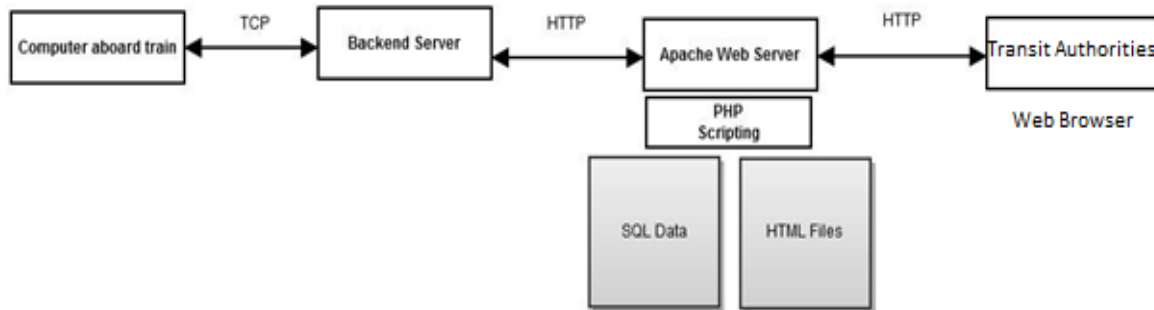 TCP
HTTP
HTTP
Computer aboard train
Backend Server
Apache Web Server
Transit Authorities
PHP
Scripting
Web Browser
SQL Data
HTML Files